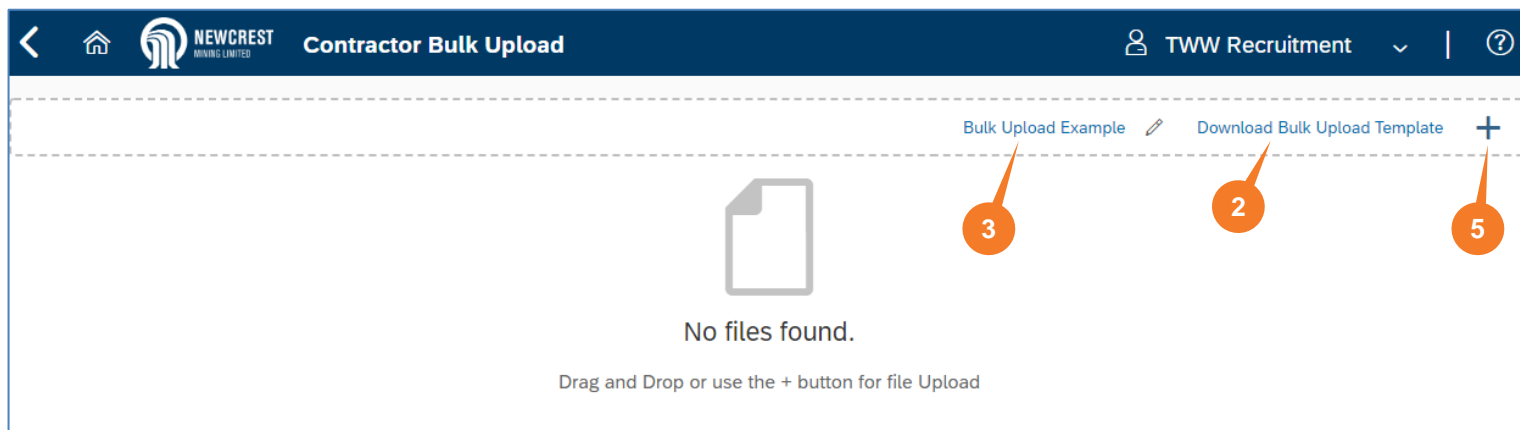 NEWCREST
MINING LIMITED
Contractor Bulk Upload
TWW Recruitment
?
Bulk Upload Example
Download Bulk Upload Template
+
3
2
5
No files found.
Drag and Drop or use the + button for file Upload